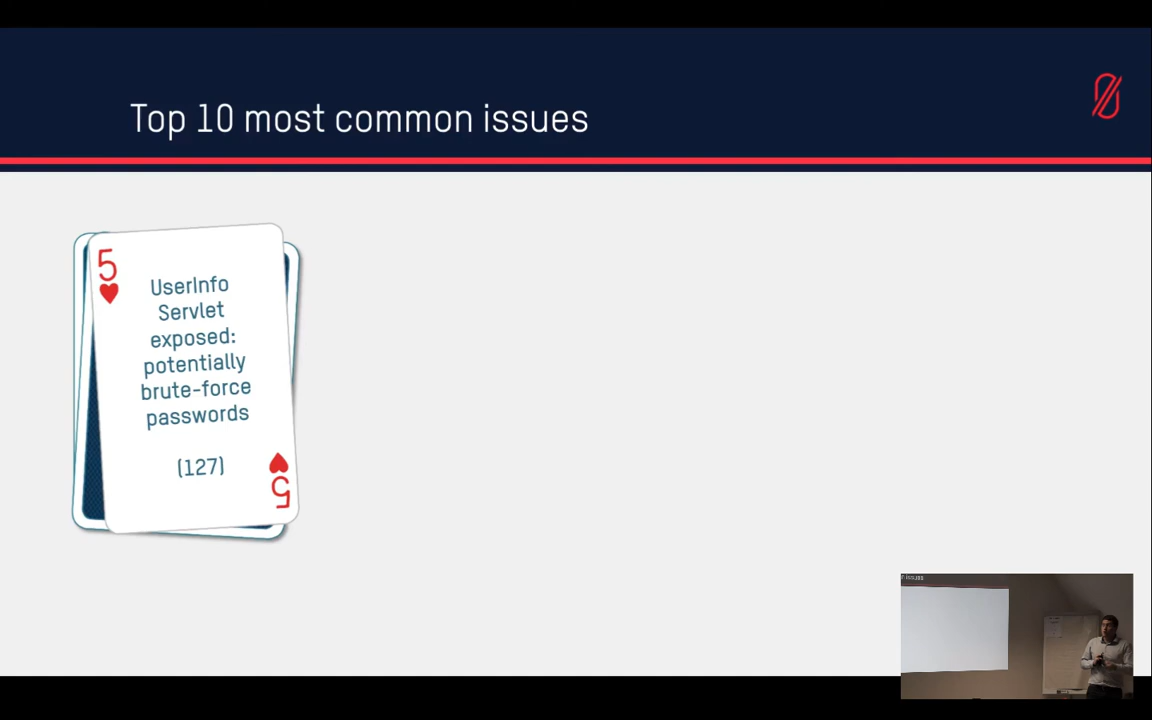 Top 10 most common issues
5
UserInfo
Servlet
exposed:
potentially
brute-force
passwords
(127)
5